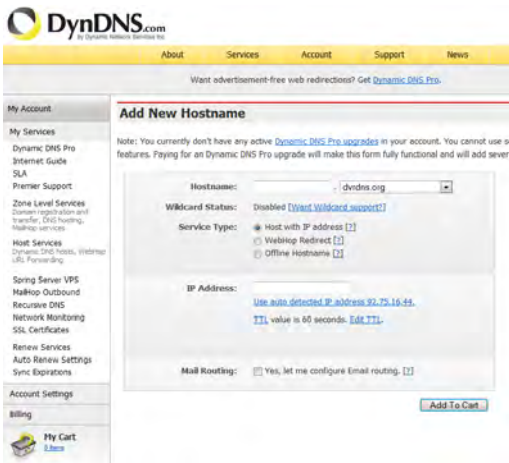 DynDNS.com
by Dynamic Network Services Inc.
About Services Account Support News
Want advertisement-free web redirections? Get Dynamic DNS Pro.
My Account
My Services
Dynamic DNS Pro
Internet Guide
SLA
Premier Support
Zone Level Services
Domain registration and
transfer, DNS hosting,
MailHop services
Host Services
Dynamic DNS hosts, WebHop
URL Forwarding
Spring Server VPS
MailHop Outbound
Recursive DNS
Network Monitoring
SSL Certificates
Renew Services
Auto Renew Settings
Sync Expirations
Account Settings
Billing
My Cart
0 items
Add New Hostname
Note: You currently don't have any active Dynamic DNS Pro upgrades in your account. You cannot use s
features. Paying for an Dynamic DNS Pro upgrade will make this form fully functional and will add sever
Hostname: . dvrdns.org
Wildcard Status: Disabled [Want Wildcard support?]
Service Type: Host with IP address [?]
WebHop Redirect [?]
Offline Hostname [?]
IP Address:
Use auto detected IP address 92.75.16.44.
TTL value is 60 seconds. Edit TTL.
Mail Routing: Yes, let me configure Email routing. [?]
Add To Cart